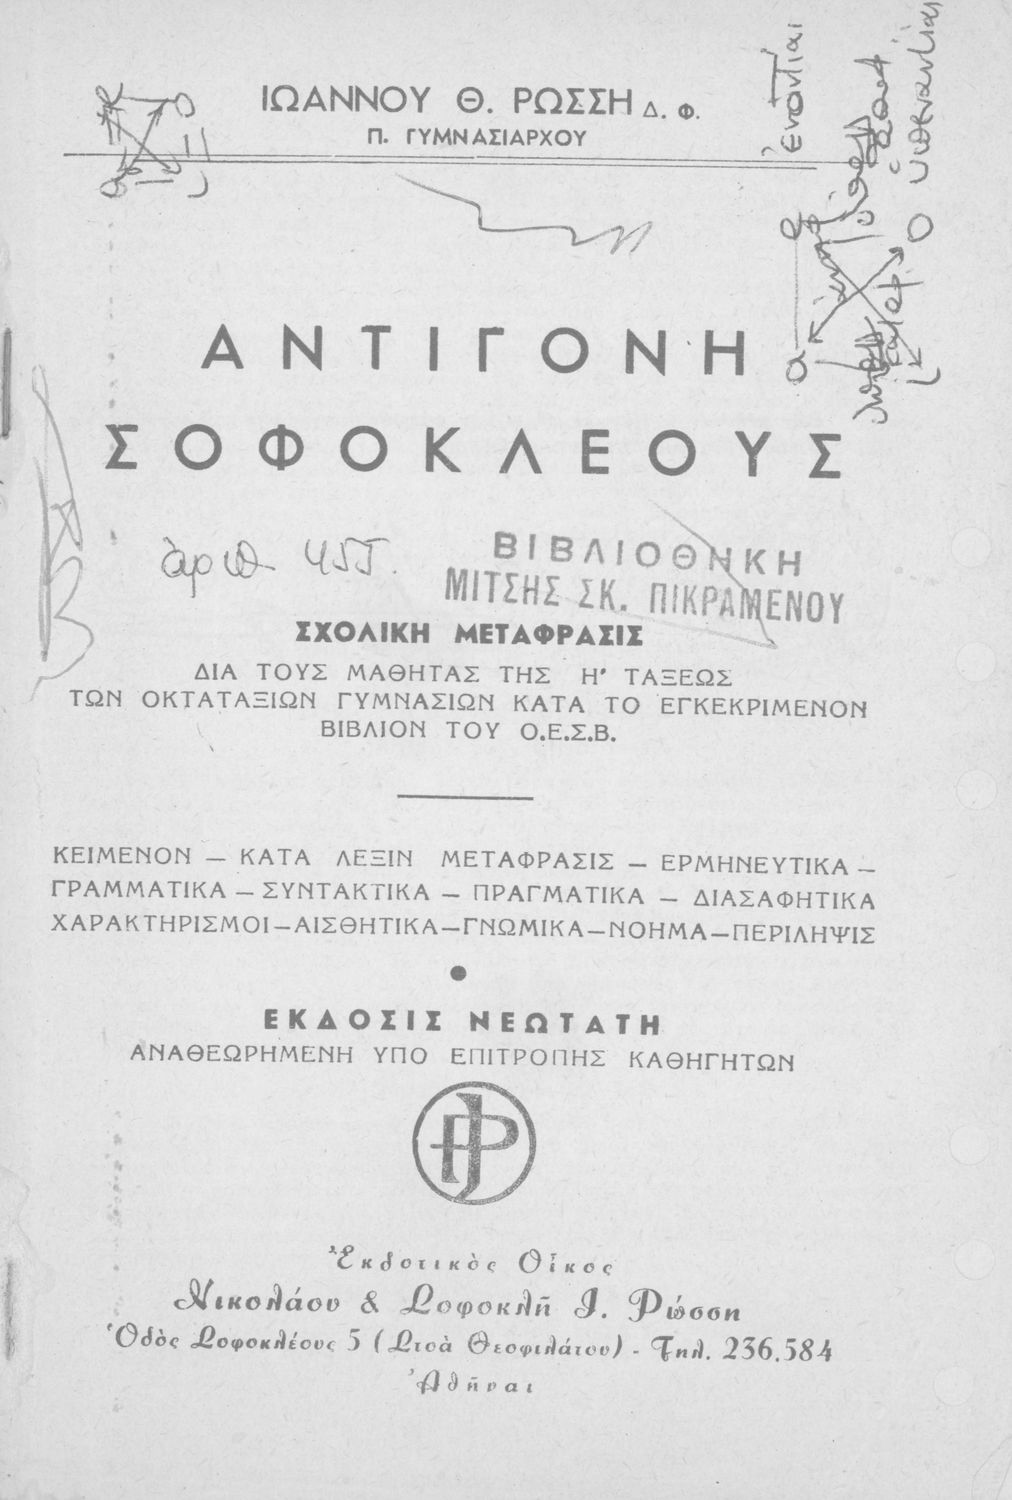 ΙΩΑΝΝΟΥ Θ. ΡΩΣΣΗ Δ. Φ.
Π. ΓΥΜΝΑΣΙΑΡΧΟΥ
ἐναντίαι
ὑπεναντίαι
ΑΝΤΙΓΟΝΗ
ΣΟΦΟΚΛΕΟΥΣ
ἀριθ 455.
ΒΙΒΛΙΟΘΗΚΗ
ΜΙΤΣΗΣ ΣΚ. ΠΙΚΡΑΜΕΝΟΥ
ΣΧΟΛΙΚΗ ΜΕΤΑΦΡΑΣΙΣ
ΔΙΑ ΤΟΥΣ ΜΑΘΗΤΑΣ ΤΗΣ Η' ΤΑΞΕΩΣ
ΤΩΝ ΟΚΤΑΤΑΞΙΩΝ ΓΥΜΝΑΣΙΩΝ ΚΑΤΑ ΤΟ ΕΓΚΕΚΡΙΜΕΝΟΝ
ΒΙΒΛΙΟΝ ΤΟΥ Ο.Ε.Σ.Β.
ΚΕΙΜΕΝΟΝ – ΚΑΤΑ ΛΕΞΙΝ ΜΕΤΑΦΡΑΣΙΣ – ΕΡΜΗΝΕΥΤΙΚΑ –
ΓΡΑΜΜΑΤΙΚΑ – ΣΥΝΤΑΚΤΙΚΑ – ΠΡΑΓΜΑΤΙΚΑ – ΔΙΑΣΑΦΗΤΙΚΑ
ΧΑΡΑΚΤΗΡΙΣΜΟΙ–ΑΙΣΘΗΤΙΚΑ–ΓΝΩΜΙΚΑ–ΝΟΗΜΑ–ΠΕΡΙΛΗΨΙΣ
ΕΚΔΟΣΙΣ ΝΕΩΤΑΤΗ
ΑΝΑΘΕΩΡΗΜΕΝΗ ΥΠΟ ΕΠΙΤΡΟΠΗΣ ΚΑΘΗΓΗΤΩΝ
Ἐκδοτικὸς Οἶκος
Νικολάου & Σοφοκλῆ Ι. Ρώσση
Ὁδὸς Σοφοκλέους 5 (Στοὰ Θεοφιλάτου) - Τηλ. 236.584
Ἀθῆναι